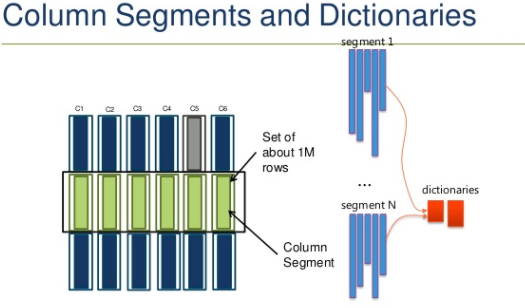 Column Segments and Dictionaries
segment 1
C1 C2 C3 C4 C5 C6
Set of
about 1M
rows
...
dictionaries
segment N
Column
Segment